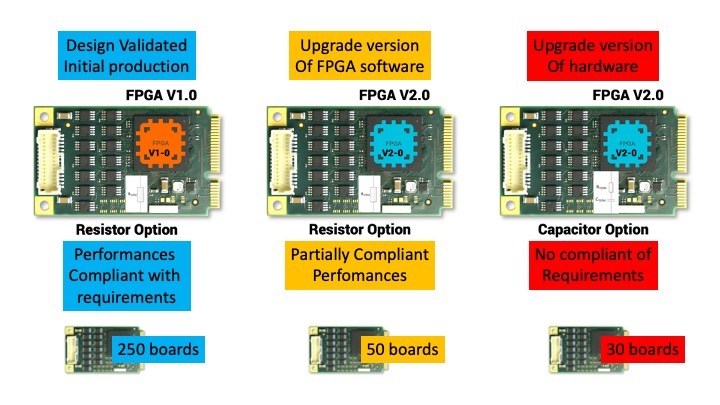 Design Validated
Initial production
Upgrade version
Of FPGA software
Upgrade version
Of hardware
FPGA V1.0
FPGA V2.0
FPGA V2.0
FPGA
V1-0
FPGA
V2-0
FPGA
V2-0
Resistor Option
Resistor Option
Capacitor Option
Performances
Compliant with
requirements
Partially Compliant
Perfomances
No compliant of
Requirements
250 boards
50 boards
30 boards